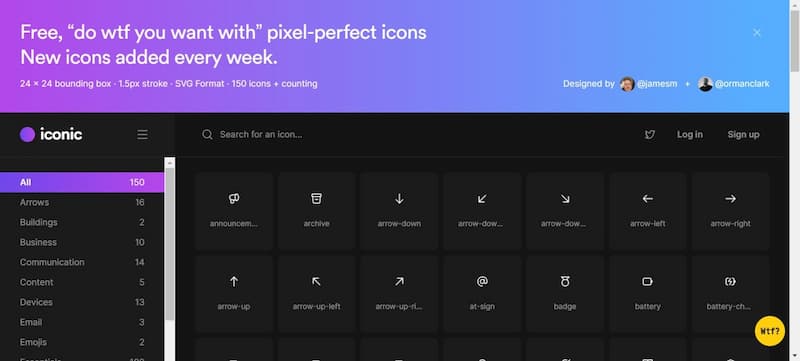 Free, “do wtf you want with” pixel-perfect icons
New icons added every week.
24 × 24 bounding box · 1.5px stroke · SVG Format · 150 icons + counting
Designed by @jamesm + @ormanclark
iconic
Search for an icon...
Log in
Sign up
All 150
Arrows 16
Buildings 2
Business 10
Communication 14
Content 5
Devices 13
Email 3
Emojis 2
announcem...
archive
arrow-down
arrow-dow...
arrow-dow...
arrow-left
arrow-right
arrow-up
arrow-up-left
arrow-up-ri...
at-sign
badge
battery
battery-ch...
Wtf?